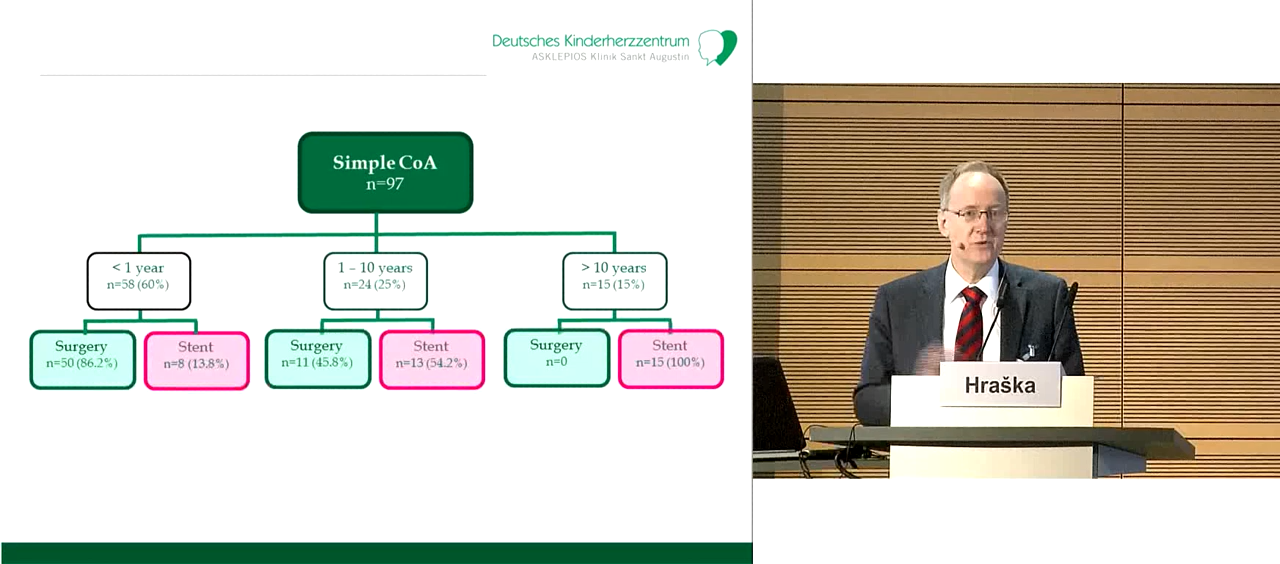 Deutsches Kinderherzzentrum
ASKLEPIOS Klinik Sankt Augustin
Simple CoA
n=97
< 1 year
n=58 (60%)
1 – 10 years
n=24 (25%)
> 10 years
n=15 (15%)
Surgery
n=50 (86.2%)
Stent
n=8 (13.8%)
Surgery
n=11 (45.8%)
Stent
n=13 (54.2%)
Surgery
n=0
Stent
n=15 (100%)
Hraška